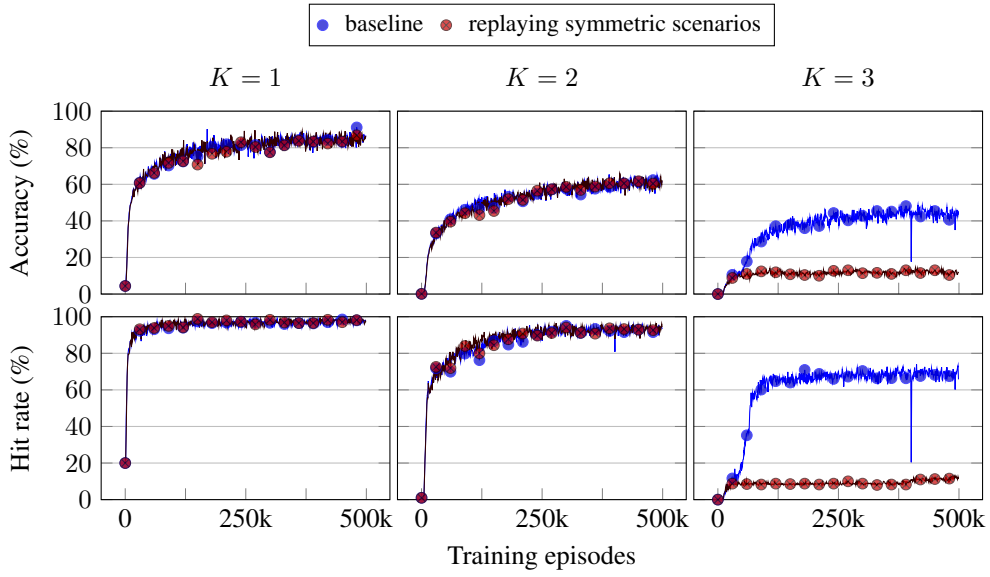 baseline replaying symmetric scenarios
K = 1 K = 2 K = 3
Accuracy (%)
100
80
60
40
20
0
Hit rate (%)
100
80
60
40
20
0
0 250k 500k 0 250k 500k 0 250k 500k
Training episodes